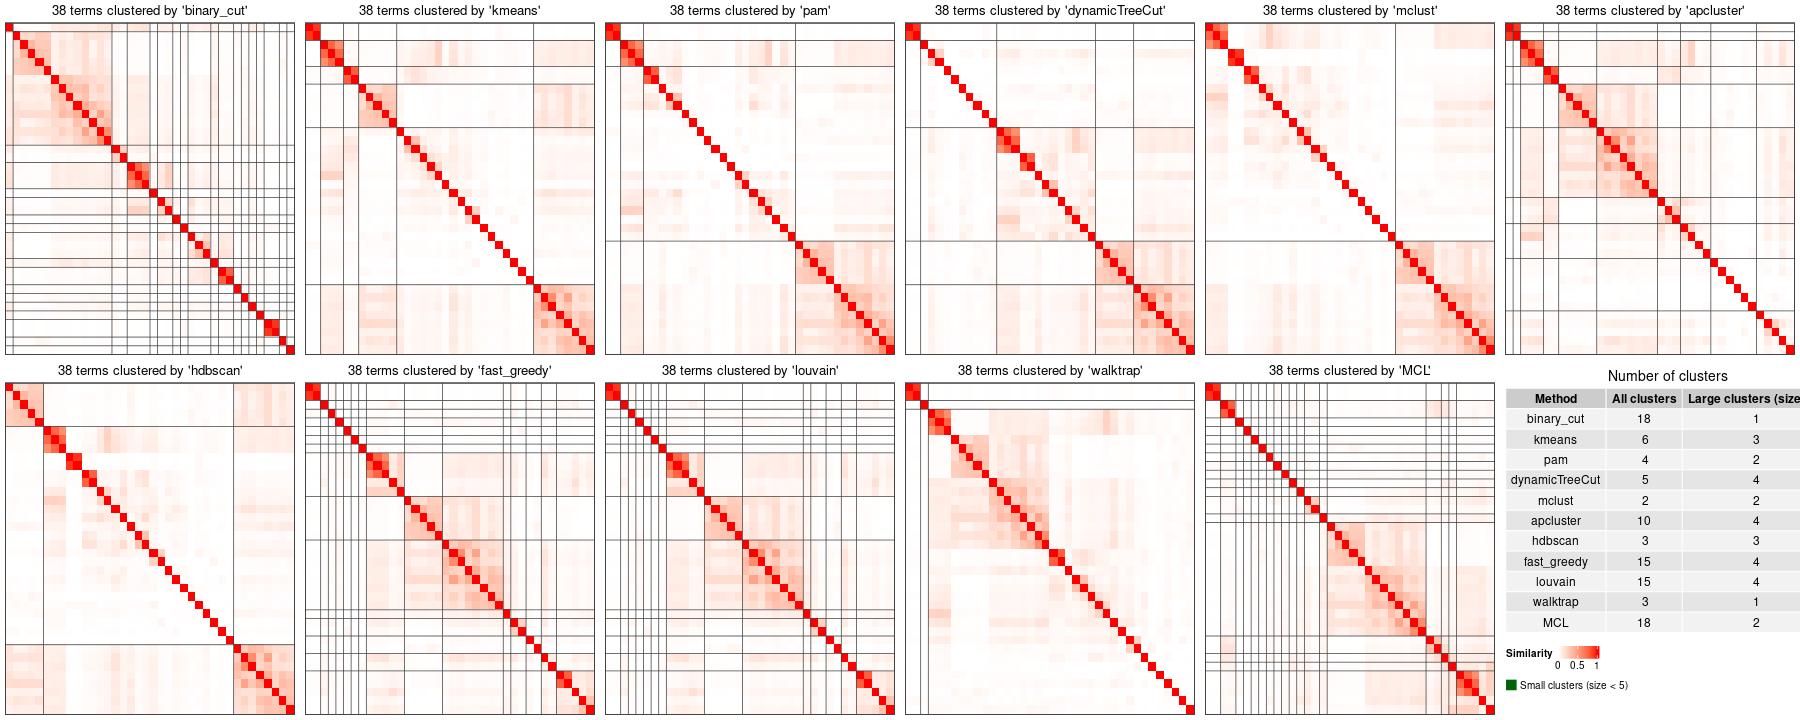 38 terms clustered by 'binary_cut'
38 terms clustered by 'kmeans'
38 terms clustered by 'pam'
38 terms clustered by 'dynamicTreeCut'
38 terms clustered by 'mclust'
38 terms clustered by 'apcluster'
38 terms clustered by 'hdbscan'
38 terms clustered by 'fast_greedy'
38 terms clustered by 'louvain'
38 terms clustered by 'walktrap'
38 terms clustered by 'MCL'
Number of clusters
Method All clusters Large clusters (size
binary_cut 18 1
kmeans 6 3
pam 4 2
dynamicTreeCut 5 4
mclust 2 2
apcluster 10 4
hdbscan 3 3
fast_greedy 15 4
louvain 15 4
walktrap 3 1
MCL 18 2
Similarity
0 0.5 1
Small clusters (size < 5)